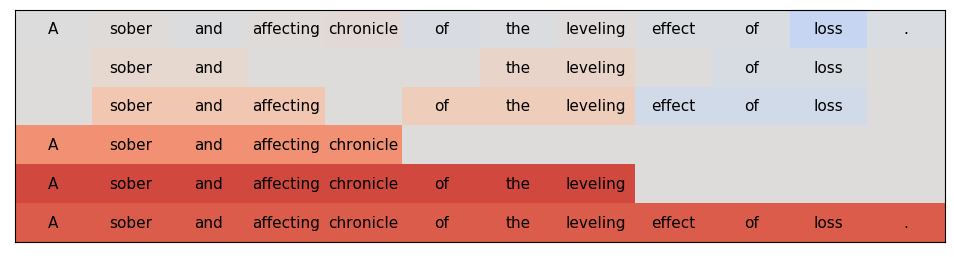 A sober and affecting chronicle of the leveling effect of loss .
sober and the leveling of loss
sober and affecting of the leveling effect of loss
A sober and affecting chronicle
A sober and affecting chronicle of the leveling
A sober and affecting chronicle of the leveling effect of loss .